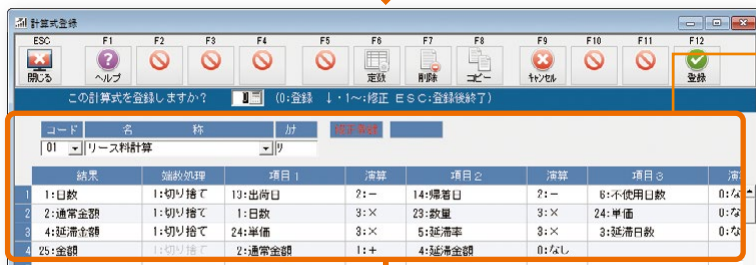 計算式登録
ESC F1 F2 F3 F4 F5 F6 F7 F8 F9 F10 F11 F12
閉じる ヘルプ 定数 削除 コピー ｷｬﾝｾﾙ 登録
この計算式を登録しますか? (0:登録 ↓・1～:修正 ESC:登録後終了)
コード 名 称 ｶﾅ 修正登録
01 リース料計算 ﾘ
結果 端数処理 項目1 演算 項目2 演算 項目3 演
1 1:日数 1:切り捨て 13:出荷日 2:－ 14:帰着日 2:－ 6:不使用日数 0:な
2 2:通常金額 1:切り捨て 1:日数 3:× 23:数量 3:× 24:単価 0:な
3 4:延滞金額 1:切り捨て 24:単価 3:× 5:延滞率 3:× 3:延滞日数 0:な
4 25:金額 1:切り捨て 2:通常金額 1:+ 4:延滞金額 0:なし